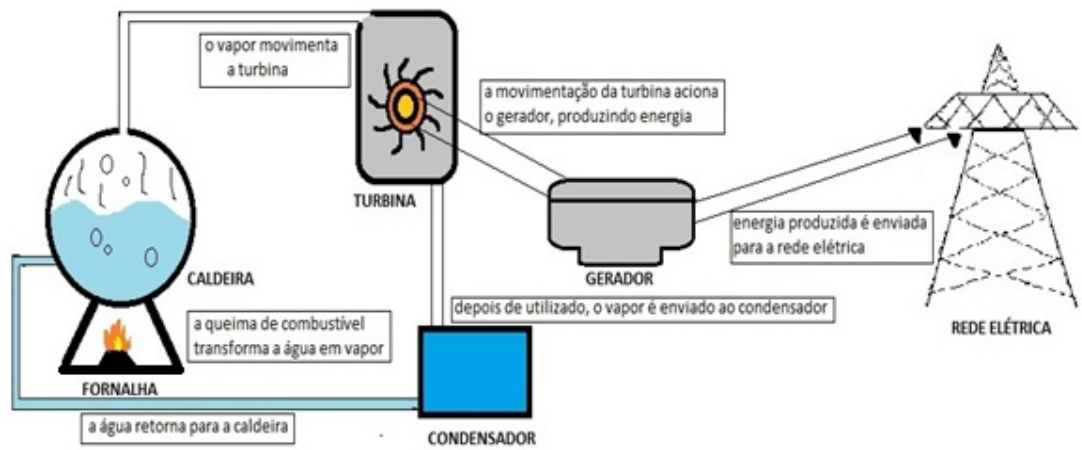 o vapor movimenta
a turbina
a movimentação da turbina aciona
o gerador, produzindo energia
TURBINA
energia produzida é enviada
para a rede elétrica
GERADOR
CALDEIRA
depois de utilizado, o vapor é enviado ao condensador
REDE ELÉTRICA
a queima de combustível
transforma a água em vapor
FORNALHA
a água retorna para a caldeira
CONDENSADOR